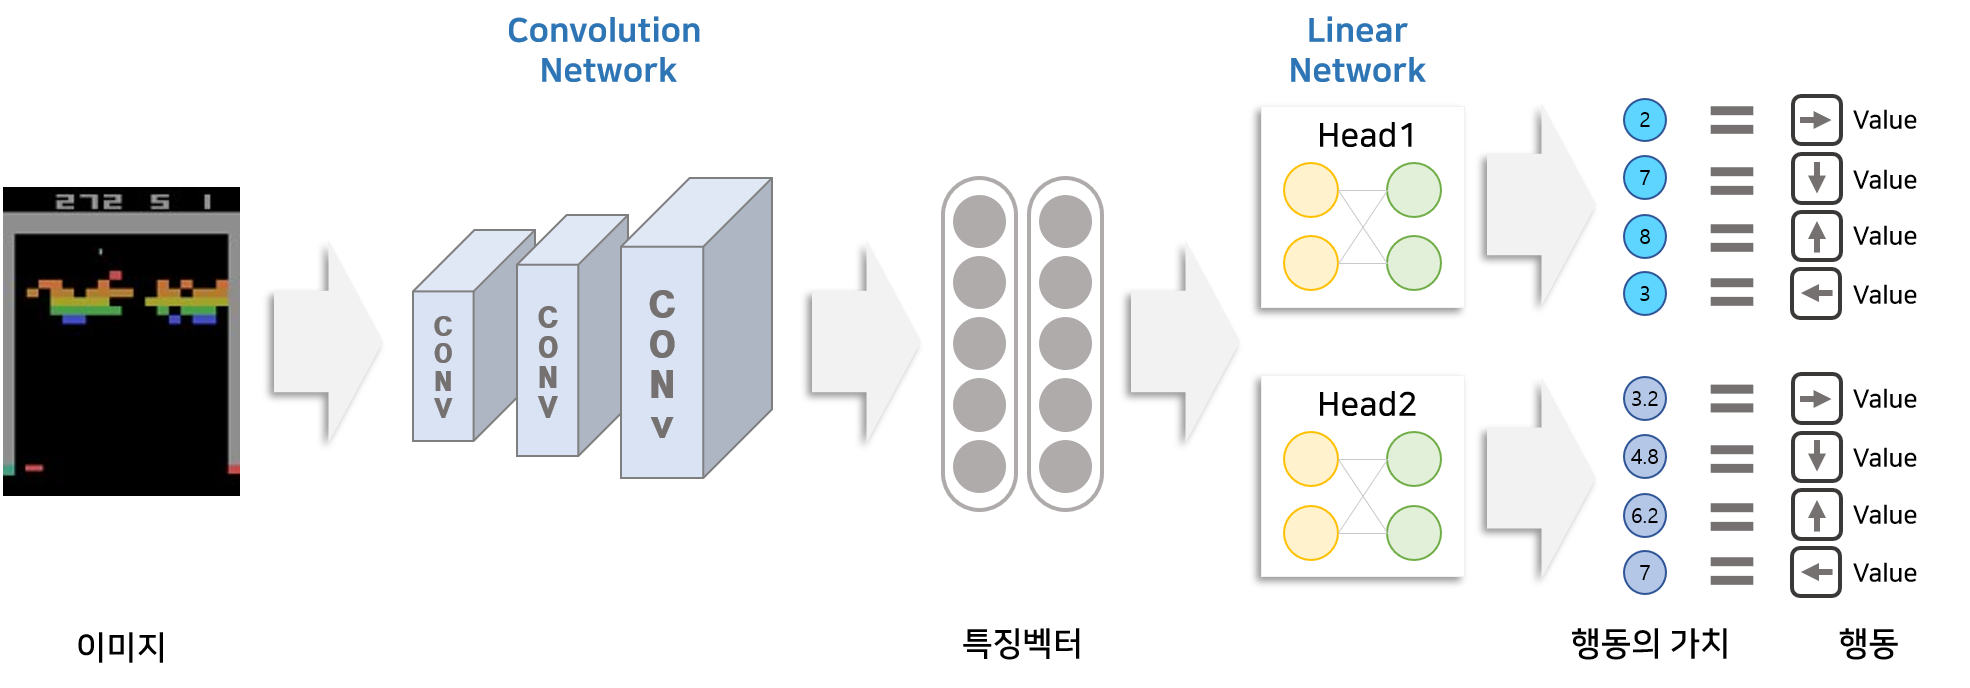 Convolution
Network
Linear
Network
272 5 1
CONV
CONV
CONV
Head1
2 = Value
7 = Value
8 = Value
3 = Value
Head2
3.2 = Value
4.8 = Value
6.2 = Value
7 = Value
이미지
특징벡터
행동의 가치
행동